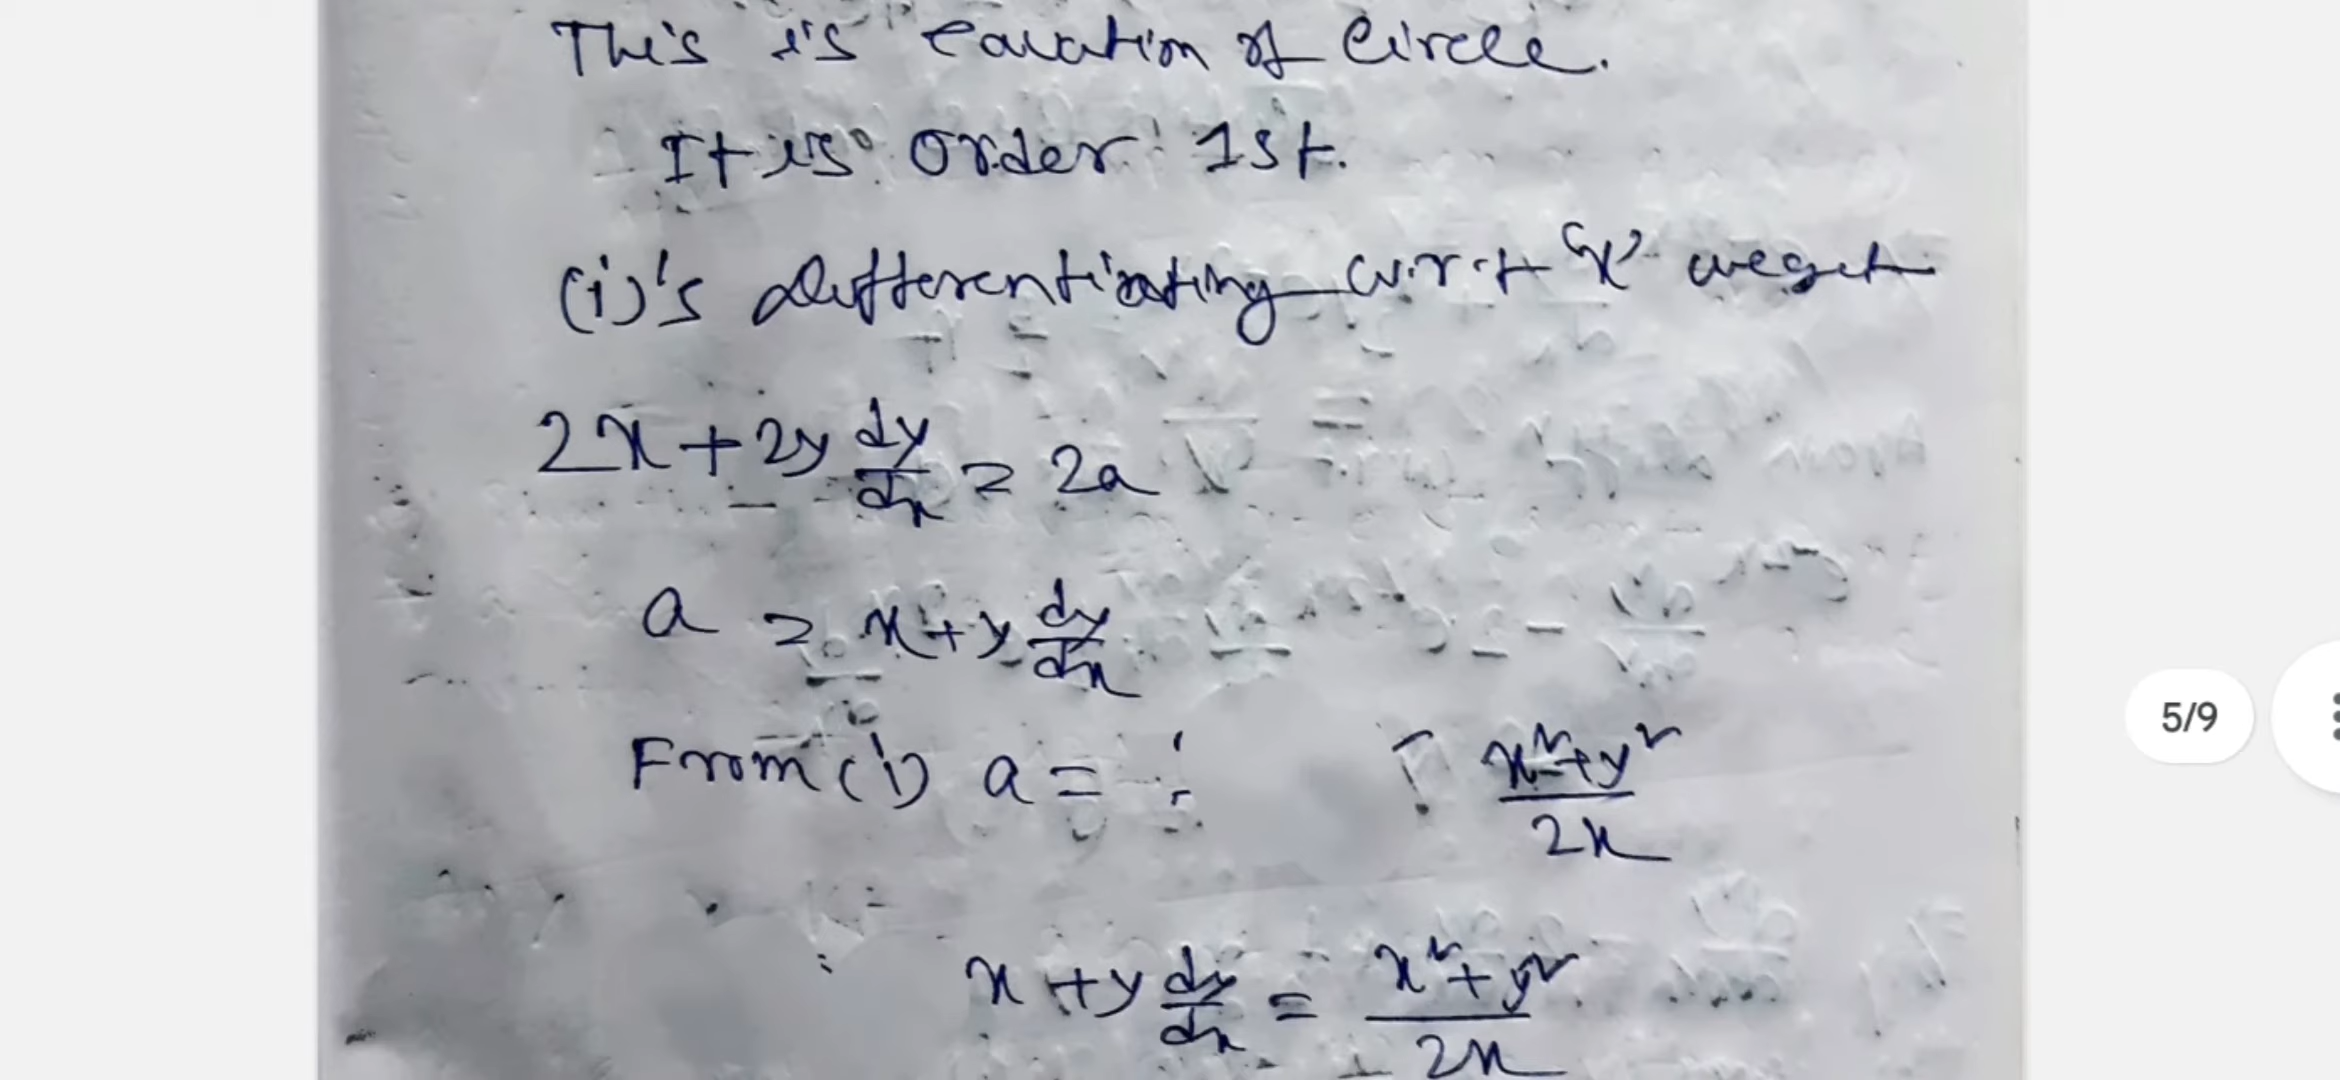 This is equation of circle.
It is order 1st.
(i)'s differentiating w.r.t 'x' we get
2x + 2y dy/dx = 2a
a = x + y dy/dx
From (i) a = x² + y² / 2x
5/9
x + y dy/dx = x² + y² / 2x